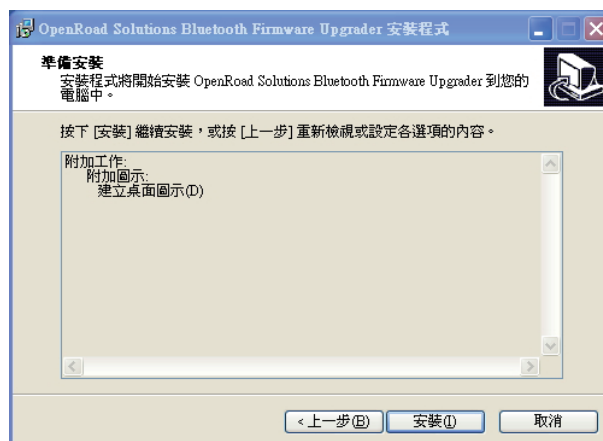 OpenRoad Solutions Bluetooth Firmware Upgrader 安裝程式
準備安裝
安裝程式將開始安裝 OpenRoad Solutions Bluetooth Firmware Upgrader 到您的
電腦中。
按下 [安裝] 繼續安裝，或按 [上一步] 重新檢視或設定各選項的內容。
附加工作:
附加圖示:
建立桌面圖示(D)
<上一步(B) 安裝(I) 取消